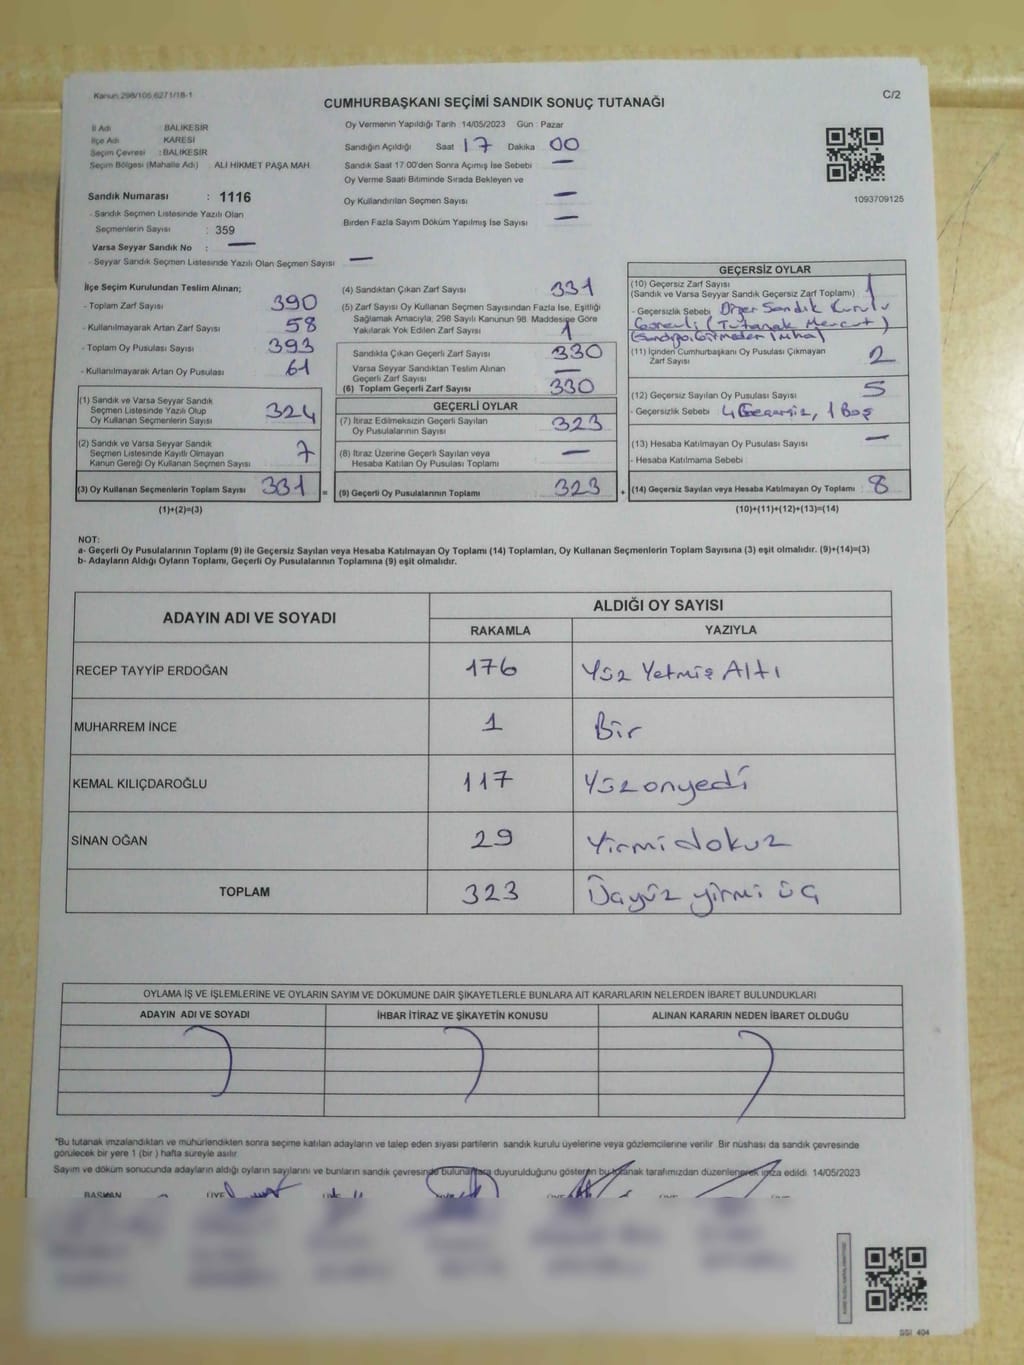 Kanun 298/105,6271/18-1
CUMHURBAŞKANI SEÇİMİ SANDIK SONUÇ TUTANAĞI
C/2
İl Adı BALIKESİR
İlçe Adı KARESİ
Seçim Çevresi : BALIKESİR
Seçim Bölgesi (Mahalle Adı) ALİ HİKMET PAŞA MAH.
Sandık Numarası : 1116
- Sandık Seçmen Listesinde Yazılı Olan
Seçmenlerin Sayısı : 359
Varsa Seyyar Sandık No : —
- Seyyar Sandık Seçmen Listesinde Yazılı Olan Seçmen Sayısı —
Oy Vermenin Yapıldığı Tarih 14/05/2023 Gün : Pazar
Sandığın Açıldığı Saat 17 Dakika 00
Sandık Saat 17 00'den Sonra Açımış İse Sebebi —
Oy Verme Saati Bitiminde Sırada Bekleyen ve
Oy Kullandırılan Seçmen Sayısı —
Birden Fazla Sayım Döküm Yapılmış İse Sayısı —
1093709125
İlçe Seçim Kurulundan Teslim Alınan;
- Toplam Zarf Sayısı 390
- Kullanılmayarak Artan Zarf Sayısı 58
- Toplam Oy Pusulası Sayısı 393
- Kullanılmayarak Artan Oy Pusulası 61
(1) Sandık ve Varsa Seyyar Sandık
Seçmen Listesinde Yazılı Olup
Oy Kullanan Seçmenlerin Sayısı 324
(2) Sandık ve Varsa Seyyar Sandık
Seçmen Listesinde Kayıtlı Olmayan
Kanun Gereği Oy Kullanan Seçmen Sayısı 7
(3) Oy Kullanan Seçmenlerin Toplam Sayısı 331 =
(1)+(2)=(3)
(4) Sandıktan Çıkan Zarf Sayısı 331
(5) Zarf Sayısı Oy Kullanan Seçmen Sayısından Fazla İse, Eşitliği
Sağlamak Amacıyla, 298 Sayılı Kanunun 98. Maddesine Göre
Yakılarak Yok Edilen Zarf Sayısı 1
Sandıkta Çıkan Geçerli Zarf Sayısı 330
Varsa Seyyar Sandıktan Teslim Alınan
Geçerli Zarf Sayısı —
(6) Toplam Geçerli Zarf Sayısı 330
GEÇERLİ OYLAR
(7) İtiraz Edilmeksizin Geçerli Sayılan
Oy Pusulalarının Sayısı 323
(8) İtiraz Üzerine Geçerli Sayılan veya
Hesaba Katılan Oy Pusulası Toplamı —
(9) Geçerli Oy Pusulalarının Toplamı 323 +
GEÇERSİZ OYLAR
(10) Geçersiz Zarf Sayısı
(Sandık ve Varsa Seyyar Sandık Geçersiz Zarf Toplamı) 1
- Geçersizlik Sebebi Diğer Sandık Kurulu
Görevli (Tutanak Mevcut)
(11) İçinden Cumhurbaşkanı Oy Pusulası Çıkmayan
Zarf Sayısı 2
(12) Geçersiz Sayılan Oy Pusulası Sayısı 5
- Geçersizlik Sebebi 4 Geçersiz, 1 Boş
(13) Hesaba Katılmayan Oy Pusulası Sayısı —
- Hesaba Katılmama Sebebi
(14) Geçersiz Sayılan veya Hesaba Katılmayan Oy Toplamı 8
(10)+(11)+(12)+(13)=(14)
NOT:
a- Geçerli Oy Pusulalarının Toplamı (9) ile Geçersiz Sayılan veya Hesaba Katılmayan Oy Toplamı (14) Toplamları, Oy Kullanan Seçmenlerin Toplam Sayısına (3) eşit olmalıdır. (9)+(14)=(3)
b- Adayların Aldığı Oyların Toplamı, Geçerli Oy Pusulalarının Toplamına (9) eşit olmalıdır.
ADAYIN ADI VE SOYADI ALDIĞI OY SAYISI
RAKAMLA YAZIYLA
RECEP TAYYİP ERDOĞAN 176 Yüz Yetmiş Altı
MUHARREM İNCE 1 Bir
KEMAL KILIÇDAROĞLU 117 Yüzonyedi
SİNAN OĞAN 29 Yirmidokuz
TOPLAM 323 Üçyüz yirmi üç
OYLAMA İŞ VE İŞLEMLERİNE VE OYLARIN SAYIM VE DÖKÜMÜNE DAİR ŞİKAYETLERLE BUNLARA AİT KARARLARIN NELERDEN İBARET BULUNDUKLARI
ADAYIN ADI VE SOYADI İHBAR İTİRAZ VE ŞİKAYETİN KONUSU ALINAN KARARIN NEDEN İBARET OLDUĞU
*Bu tutanak imzalandıktan ve mühürlendikten sonra seçime katılan adayların ve talep eden siyasi partilerin sandık kurulu üyelerine veya gözlemcilerine verilir. Bir nüshası da sandık çevresinde
görülecek bir yere 1 (bir ) hafta süreyle asılır.
Sayım ve döküm sonucunda adayların aldığı oyların sayılarını ve bunların sandık çevresinde bulunanlara duyurulduğunu gösteren bu tutanak tarafımızdan düzenlenerek imza edildi. 14/05/2023
BAŞKAN ÜYE
SSI 404